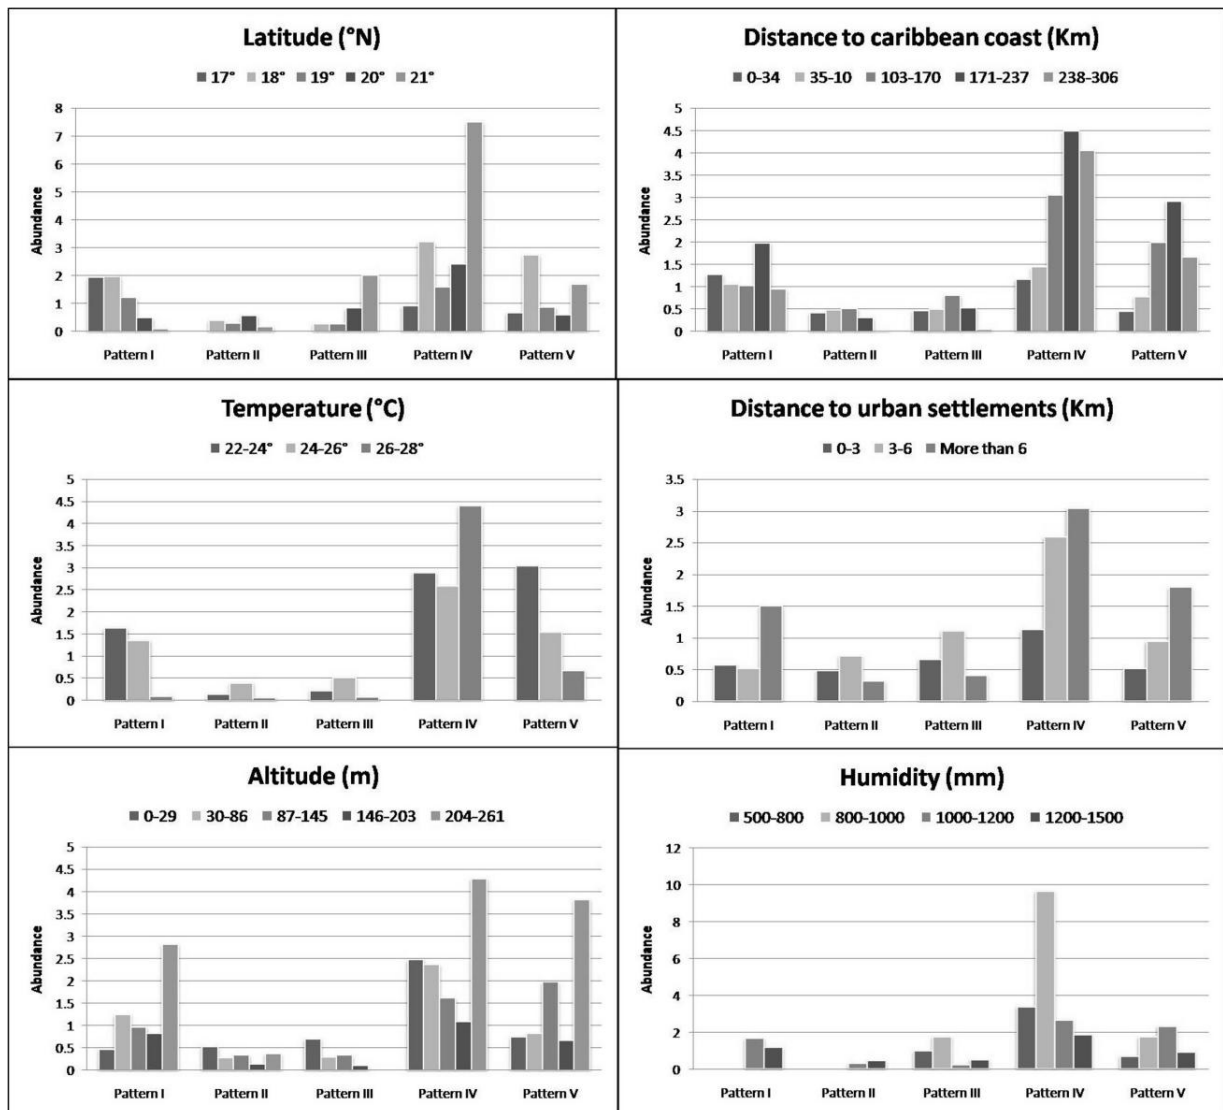 Latitude (°N)
■ 17° ■ 18° ■ 19° ■ 20° ■ 21°
8
7
6
5
4
3
2
1
0
Abundance
Pattern I Pattern II Pattern III Pattern IV Pattern V
Distance to caribbean coast (Km)
■ 0-34 ■ 35-10 ■ 103-170 ■ 171-237 ■ 238-306
5
4.5
4
3.5
3
2.5
2
1.5
1
0.5
0
Abundance
Pattern I Pattern II Pattern III Pattern IV Pattern V
Temperature (°C)
■ 22-24° ■ 24-26° ■ 26-28°
5
4.5
4
3.5
3
2.5
2
1.5
1
0.5
0
Abundance
Pattern I Pattern II Pattern III Pattern IV Pattern V
Distance to urban settlements (Km)
■ 0-3 ■ 3-6 ■ More than 6
3.5
3
2.5
2
1.5
1
0.5
0
Abundance
Pattern I Pattern II Pattern III Pattern IV Pattern V
Altitude (m)
■ 0-29 ■ 30-86 ■ 87-145 ■ 146-203 ■ 204-261
5
4.5
4
3.5
3
2.5
2
1.5
1
0.5
0
Abundance
Pattern I Pattern II Pattern III Pattern IV Pattern V
Humidity (mm)
■ 500-800 ■ 800-1000 ■ 1000-1200 ■ 1200-1500
12
10
8
6
4
2
0
Abundance
Pattern I Pattern II Pattern III Pattern IV Pattern V